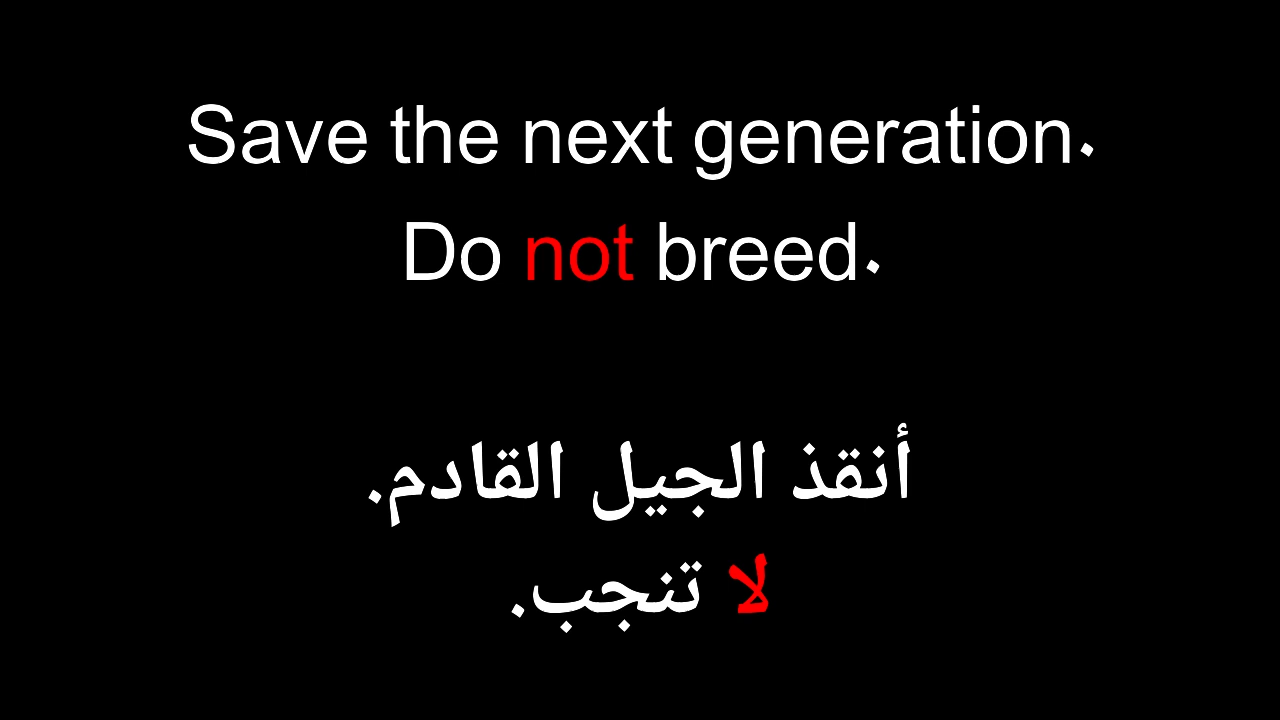 Save the next generation.
Do not breed.
أنقذ الجيل القادم.
لا تنجب.